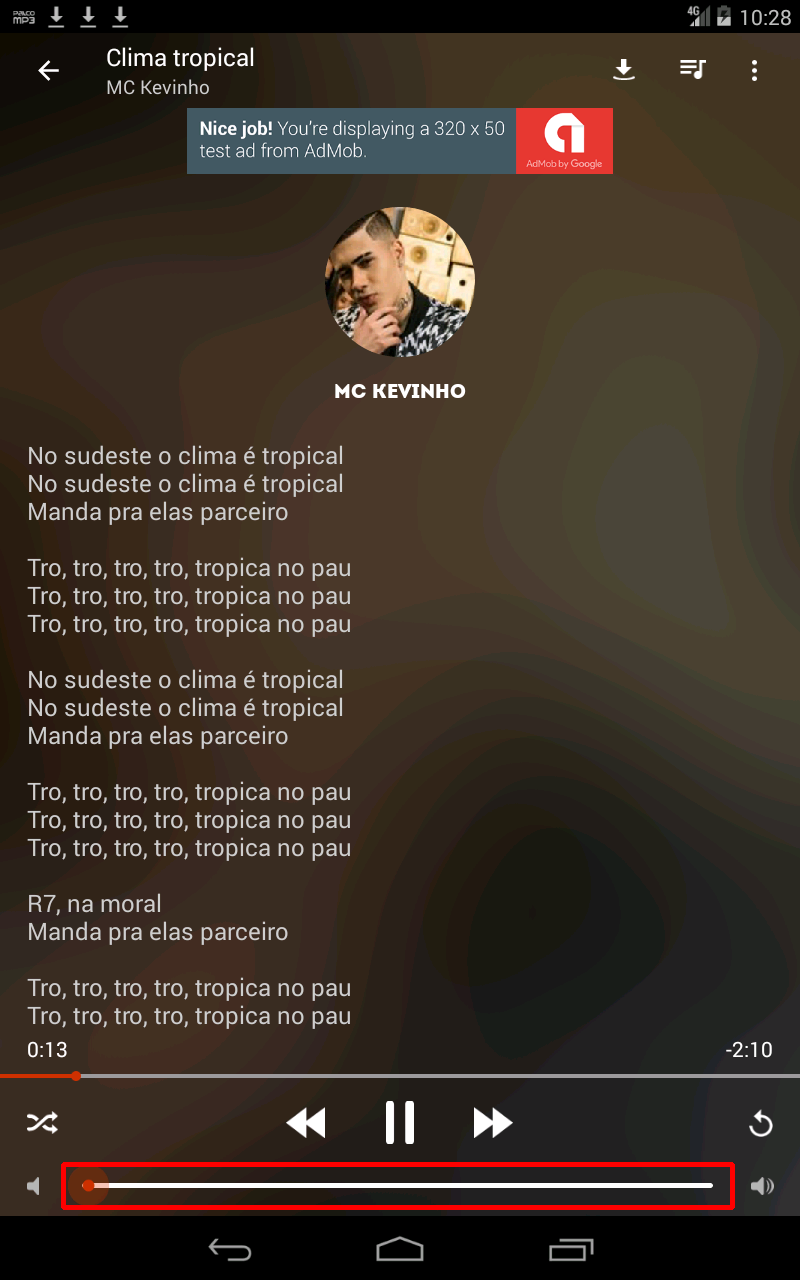 PALCO
MP3
4G
10:28
Clima tropical
MC Kevinho
Nice job! You're displaying a 320 x 50
test ad from AdMob.
AdMob by Google
MC KEVINHO
No sudeste o clima é tropical
No sudeste o clima é tropical
Manda pra elas parceiro
Tro, tro, tro, tro, tropica no pau
Tro, tro, tro, tro, tropica no pau
Tro, tro, tro, tro, tropica no pau
No sudeste o clima é tropical
No sudeste o clima é tropical
Manda pra elas parceiro
Tro, tro, tro, tro, tropica no pau
Tro, tro, tro, tro, tropica no pau
Tro, tro, tro, tro, tropica no pau
R7, na moral
Manda pra elas parceiro
Tro, tro, tro, tro, tropica no pau
Tro, tro, tro, tro, tropica no pau
0:13
-2:10